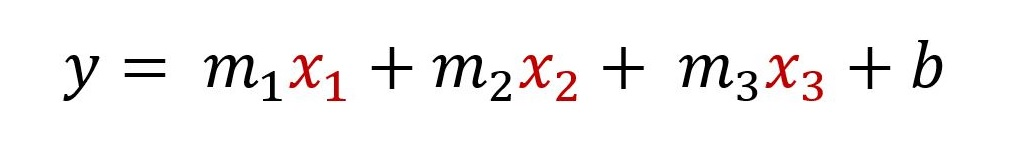 y = m₁x₁ + m₂x₂ + m₃x₃ + b